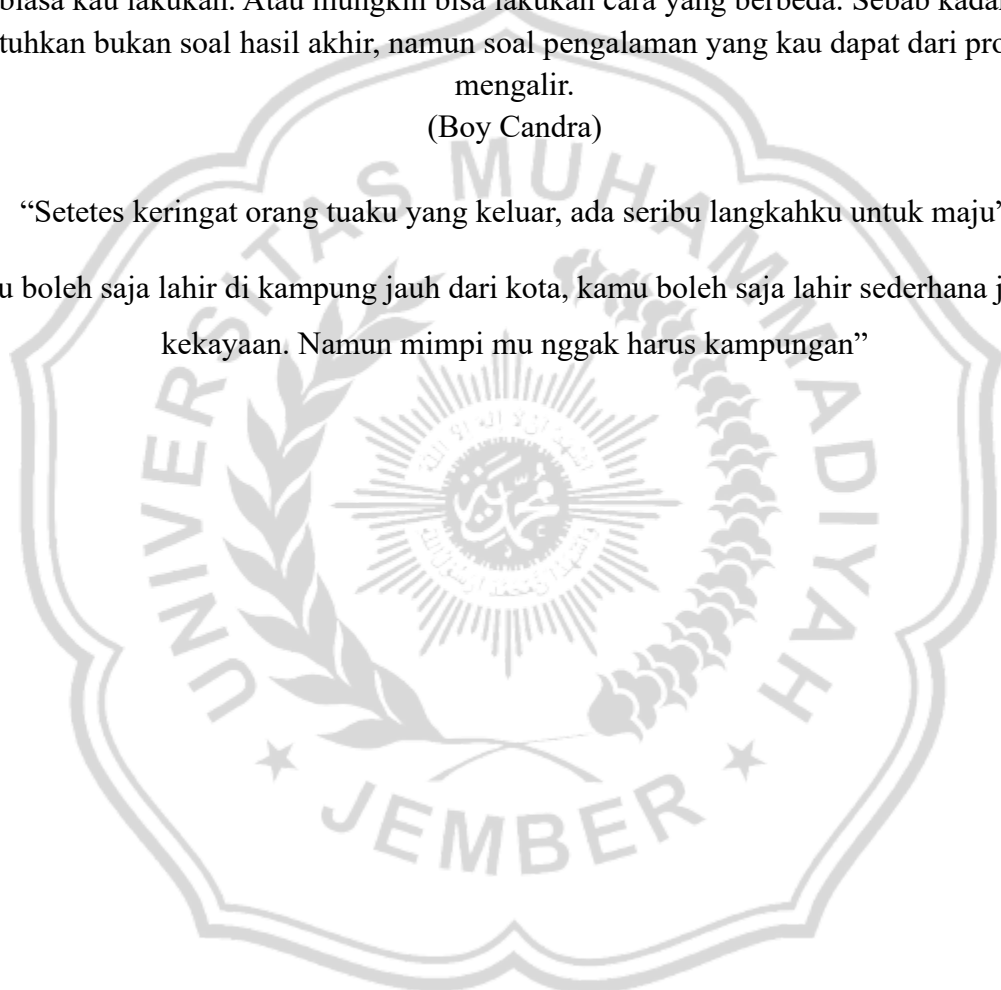 biasa kau lakukan. Atau mungkin bisa lakukan cara yang berbeda. Sebab kadan
tuhkan bukan soal hasil akhir, namun soal pengalaman yang kau dapat dari pro
mengalir.
(Boy Candra)
“Setetes keringat orang tuaku yang keluar, ada seribu langkahku untuk maju”
u boleh saja lahir di kampung jauh dari kota, kamu boleh saja lahir sederhana j
kekayaan. Namun mimpi mu nggak harus kampungan”
UNIVERSITAS MUHAMMADIYAH
JEMBER